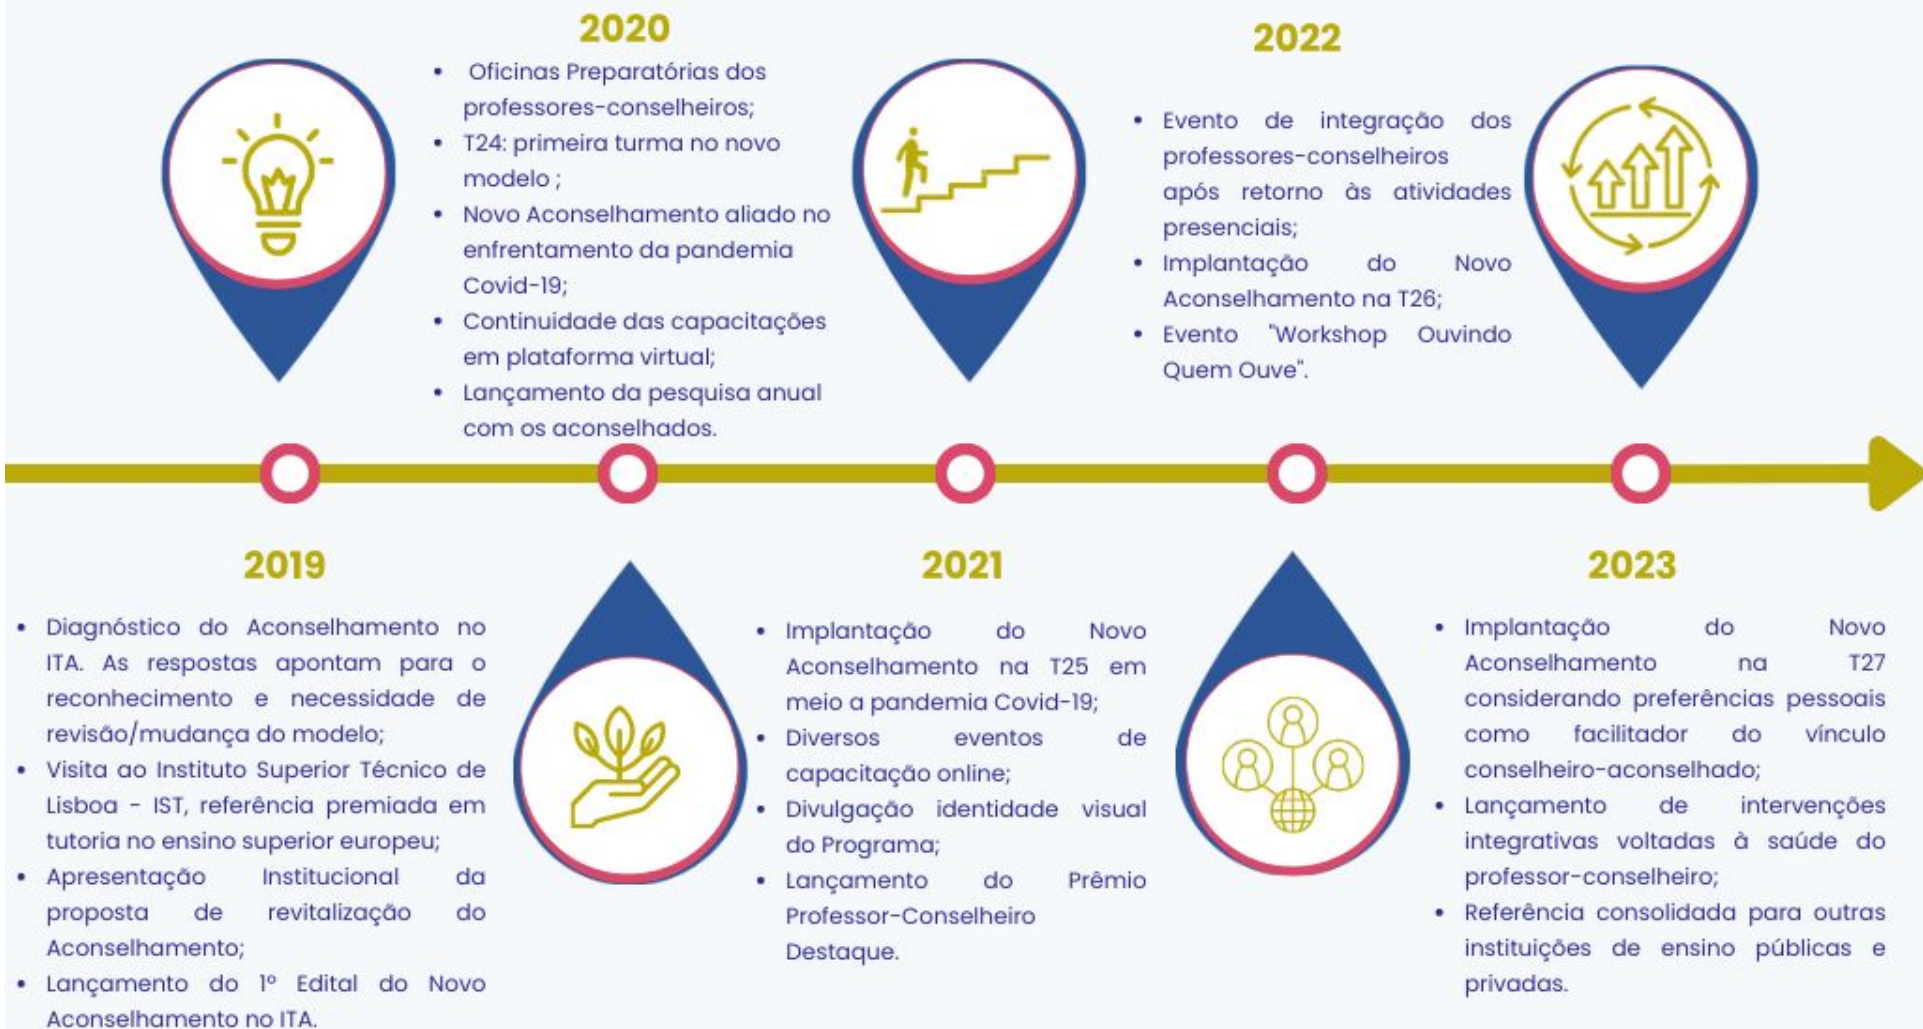 2020
• Oficinas Preparatórias dos
professores-conselheiros;
• T24: primeira turma no novo
modelo ;
• Novo Aconselhamento aliado no
enfrentamento da pandemia
Covid-19;
• Continuidade das capacitações
em plataforma virtual;
• Lançamento da pesquisa anual
com os aconselhados.
2022
• Evento de integração dos
professores-conselheiros
após retorno às atividades
presenciais;
• Implantação do Novo
Aconselhamento na T26;
• Evento "Workshop Ouvindo
Quem Ouve".
2019
• Diagnóstico do Aconselhamento no
ITA. As respostas apontam para o
reconhecimento e necessidade de
revisão/mudança do modelo;
• Visita ao Instituto Superior Técnico de
Lisboa - IST, referência premiada em
tutoria no ensino superior europeu;
• Apresentação Institucional da
proposta de revitalização do
Aconselhamento;
• Lançamento do 1º Edital do Novo
Aconselhamento no ITA.
2021
• Implantação do Novo
Aconselhamento na T25 em
meio a pandemia Covid-19;
• Diversos eventos de
capacitação online;
• Divulgação identidade visual
do Programa;
• Lançamento do Prêmio
Professor-Conselheiro
Destaque.
2023
• Implantação do Novo
Aconselhamento na T27
considerando preferências pessoais
como facilitador do vínculo
conselheiro-aconselhado;
• Lançamento de intervenções
integrativas voltadas à saúde do
professor-conselheiro;
• Referência consolidada para outras
instituições de ensino públicas e
privadas.